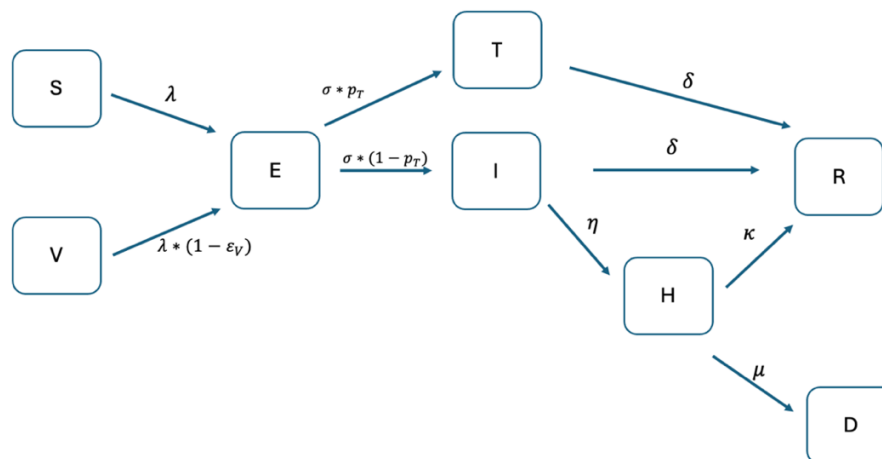 T
S
λ
σ * p_T
δ
E
σ * (1 − p_T)
I
δ
R
V
λ * (1 − ε_V)
η
κ
H
μ
D